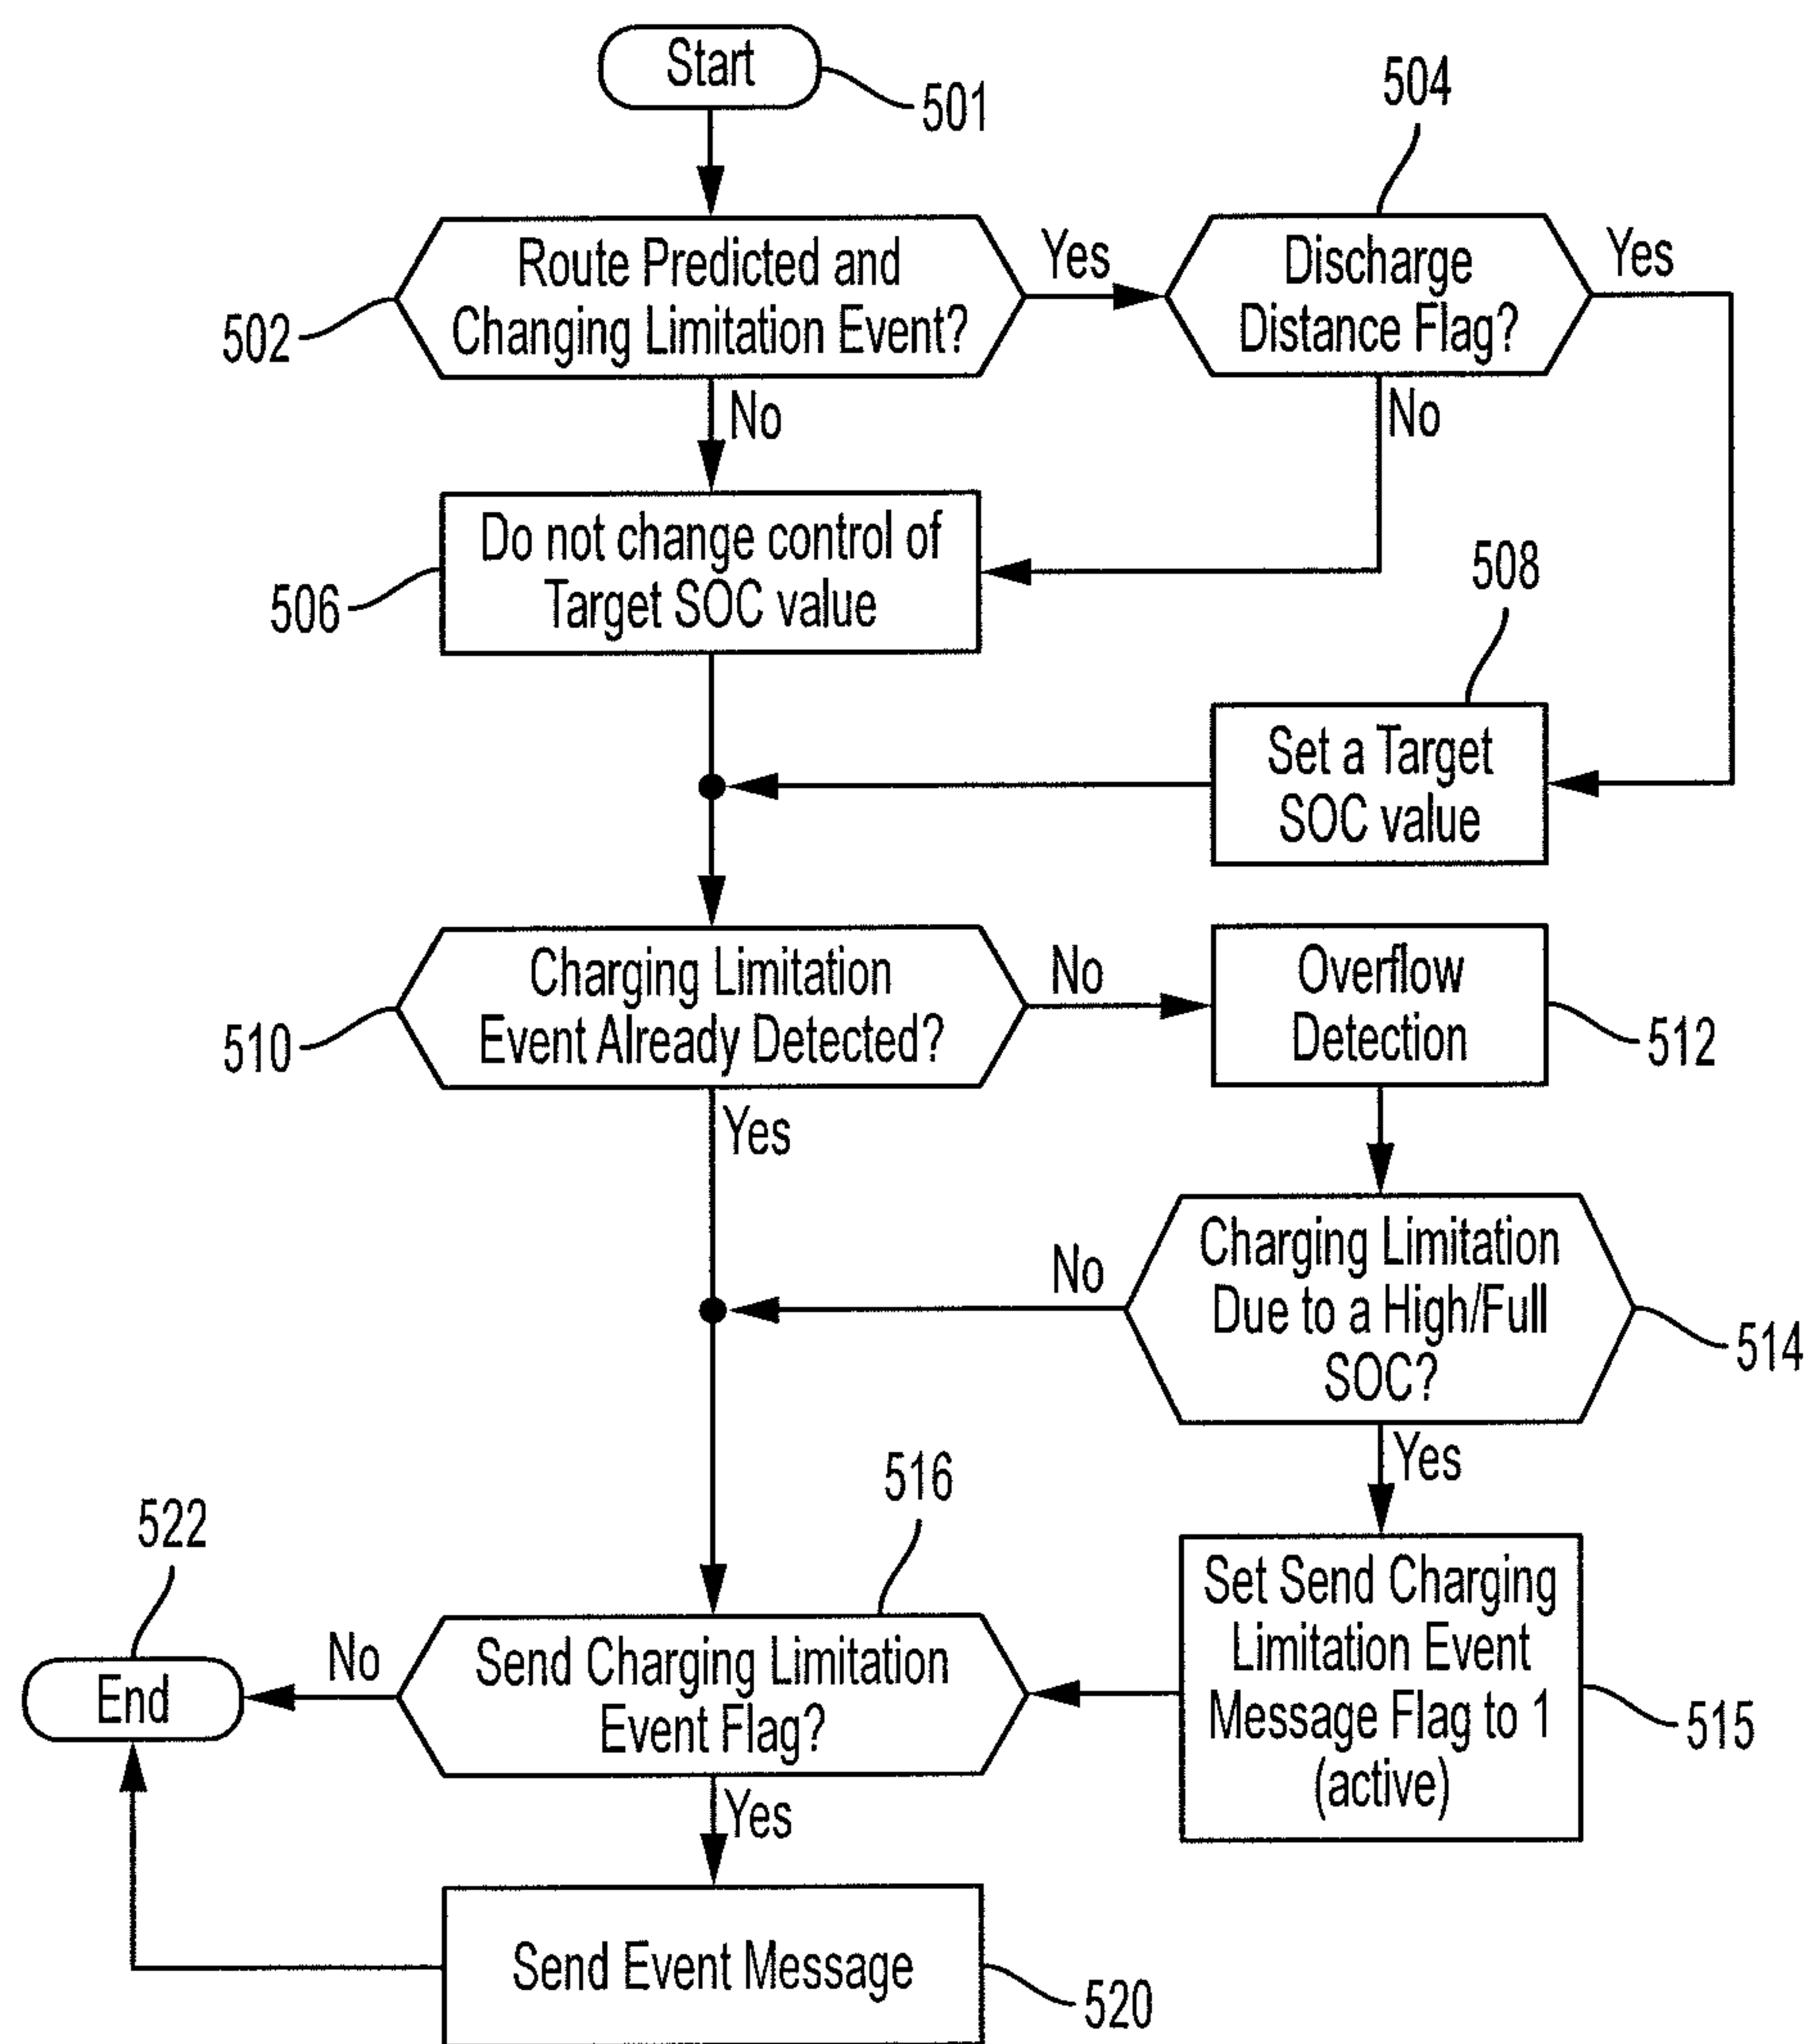 Start
501
504
Route Predicted and
Changing Limitation Event?
502
Yes
Discharge
Distance Flag?
Yes
No
No
Do not change control of
Target SOC value
506
508
Set a Target
SOC value
Charging Limitation
Event Already Detected?
510
No
Overflow
Detection
512
Yes
Charging Limitation
Due to a High/Full
SOC?
No
514
Yes
516
522
Set Send Charging
Limitation Event
Message Flag to 1
(active)
515
Send Charging Limitation
Event Flag?
No
End
Yes
Send Event Message
520